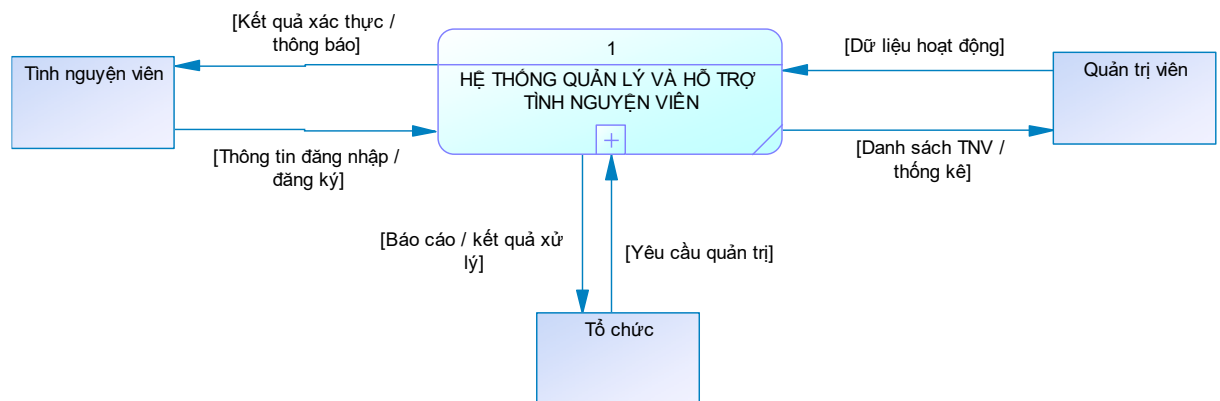 [Kết quả xác thực /
thông báo]
1
[Dữ liệu hoạt động]
Tình nguyện viên
HỆ THỐNG QUẢN LÝ VÀ HỖ TRỢ
TÌNH NGUYỆN VIÊN
Quản trị viên
[Thông tin đăng nhập /
đăng ký]
[Danh sách TNV /
thống kê]
[Báo cáo / kết quả xử
lý]
[Yêu cầu quản trị]
Tổ chức